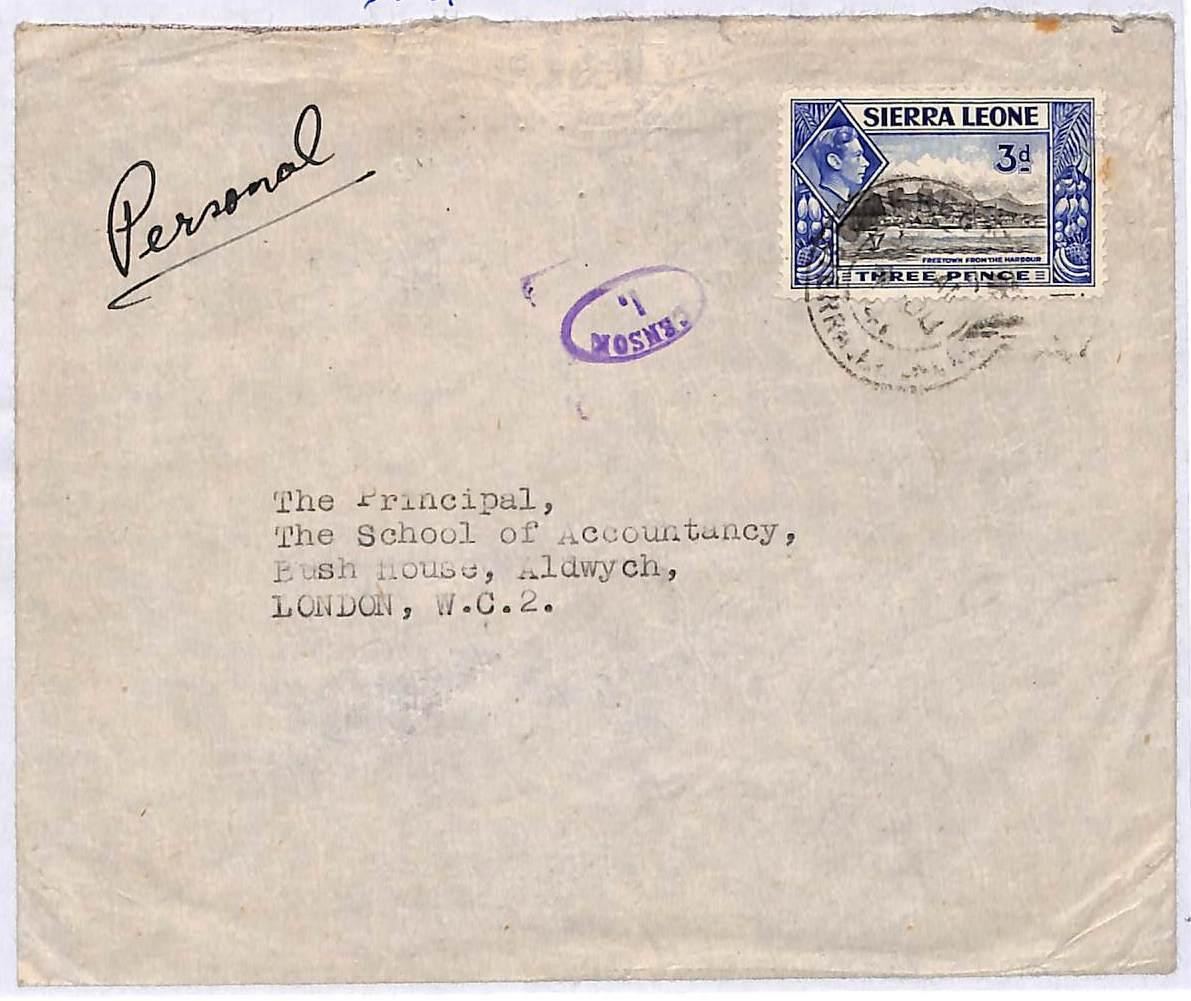 Personal
SIERRA LEONE
3d
FREETOWN FROM THE HARBOUR
THREE PENCE
CENSOR
1.
The Principal,
The School of Accountancy,
Bush House, Aldwych,
LONDON, W.C.2.